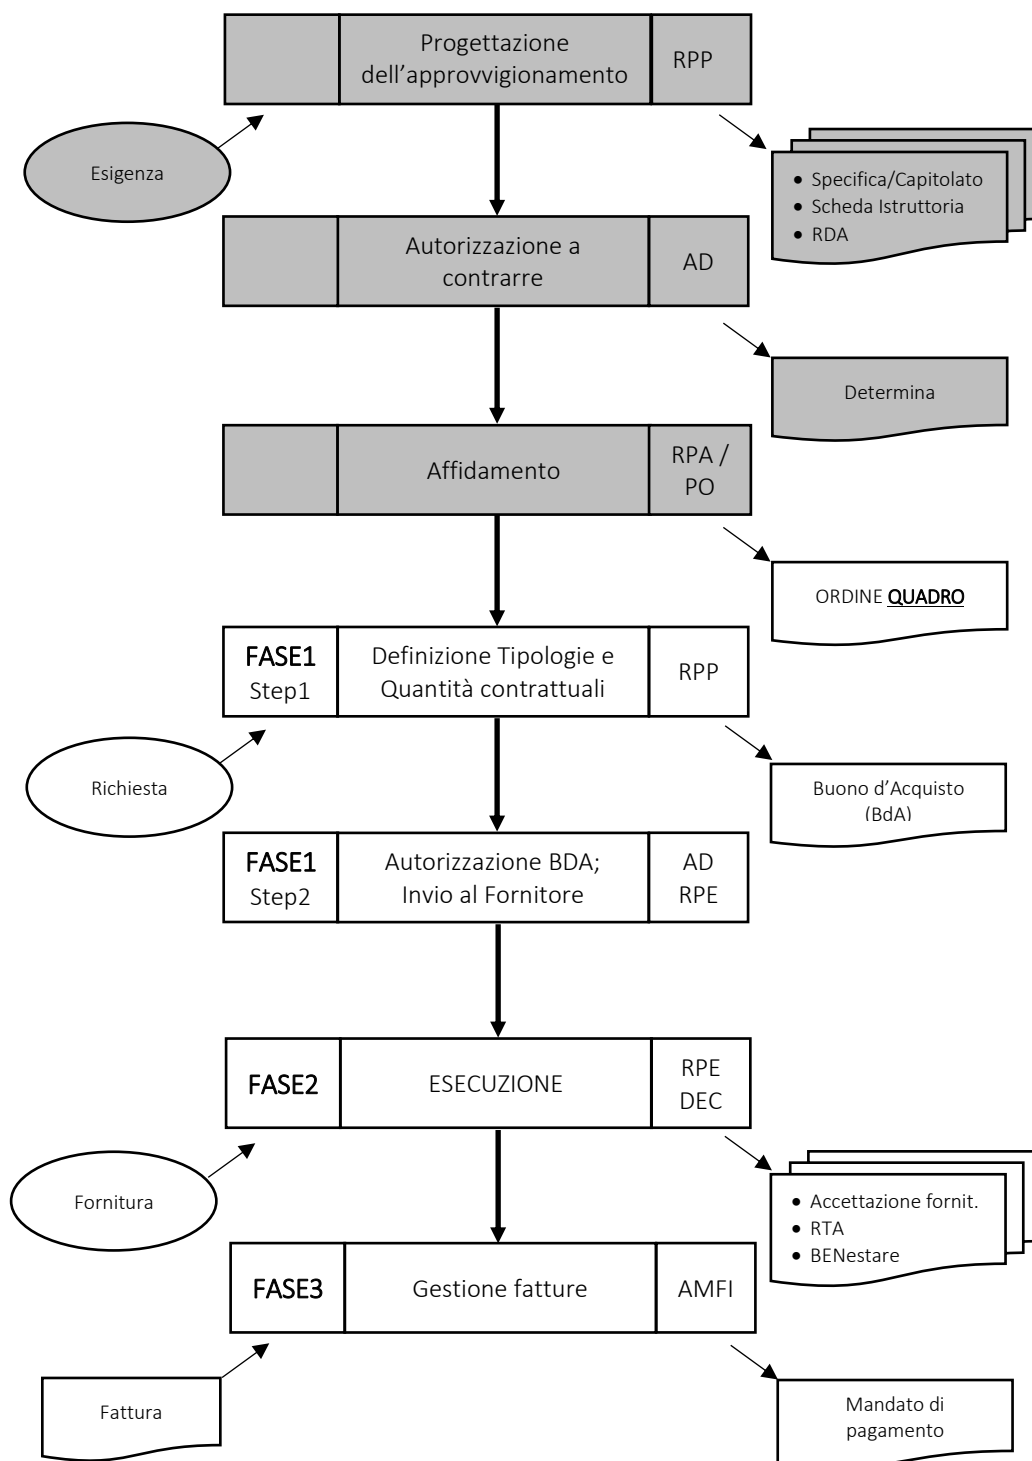 Progettazione
dell'approvvigionamento
RPP
Esigenza
• Specifica/Capitolato
• Scheda Istruttoria
• RDA
Autorizzazione a
contrarre
AD
Determina
Affidamento
RPA /
PO
ORDINE QUADRO
FASE1
Step1
Definizione Tipologie e
Quantità contrattuali
RPP
Richiesta
Buono d'Acquisto
(BdA)
FASE1
Step2
Autorizzazione BDA;
Invio al Fornitore
AD
RPE
FASE2
ESECUZIONE
RPE
DEC
Fornitura
• Accettazione fornit.
• RTA
• BENestare
FASE3
Gestione fatture
AMFI
Fattura
Mandato di
pagamento